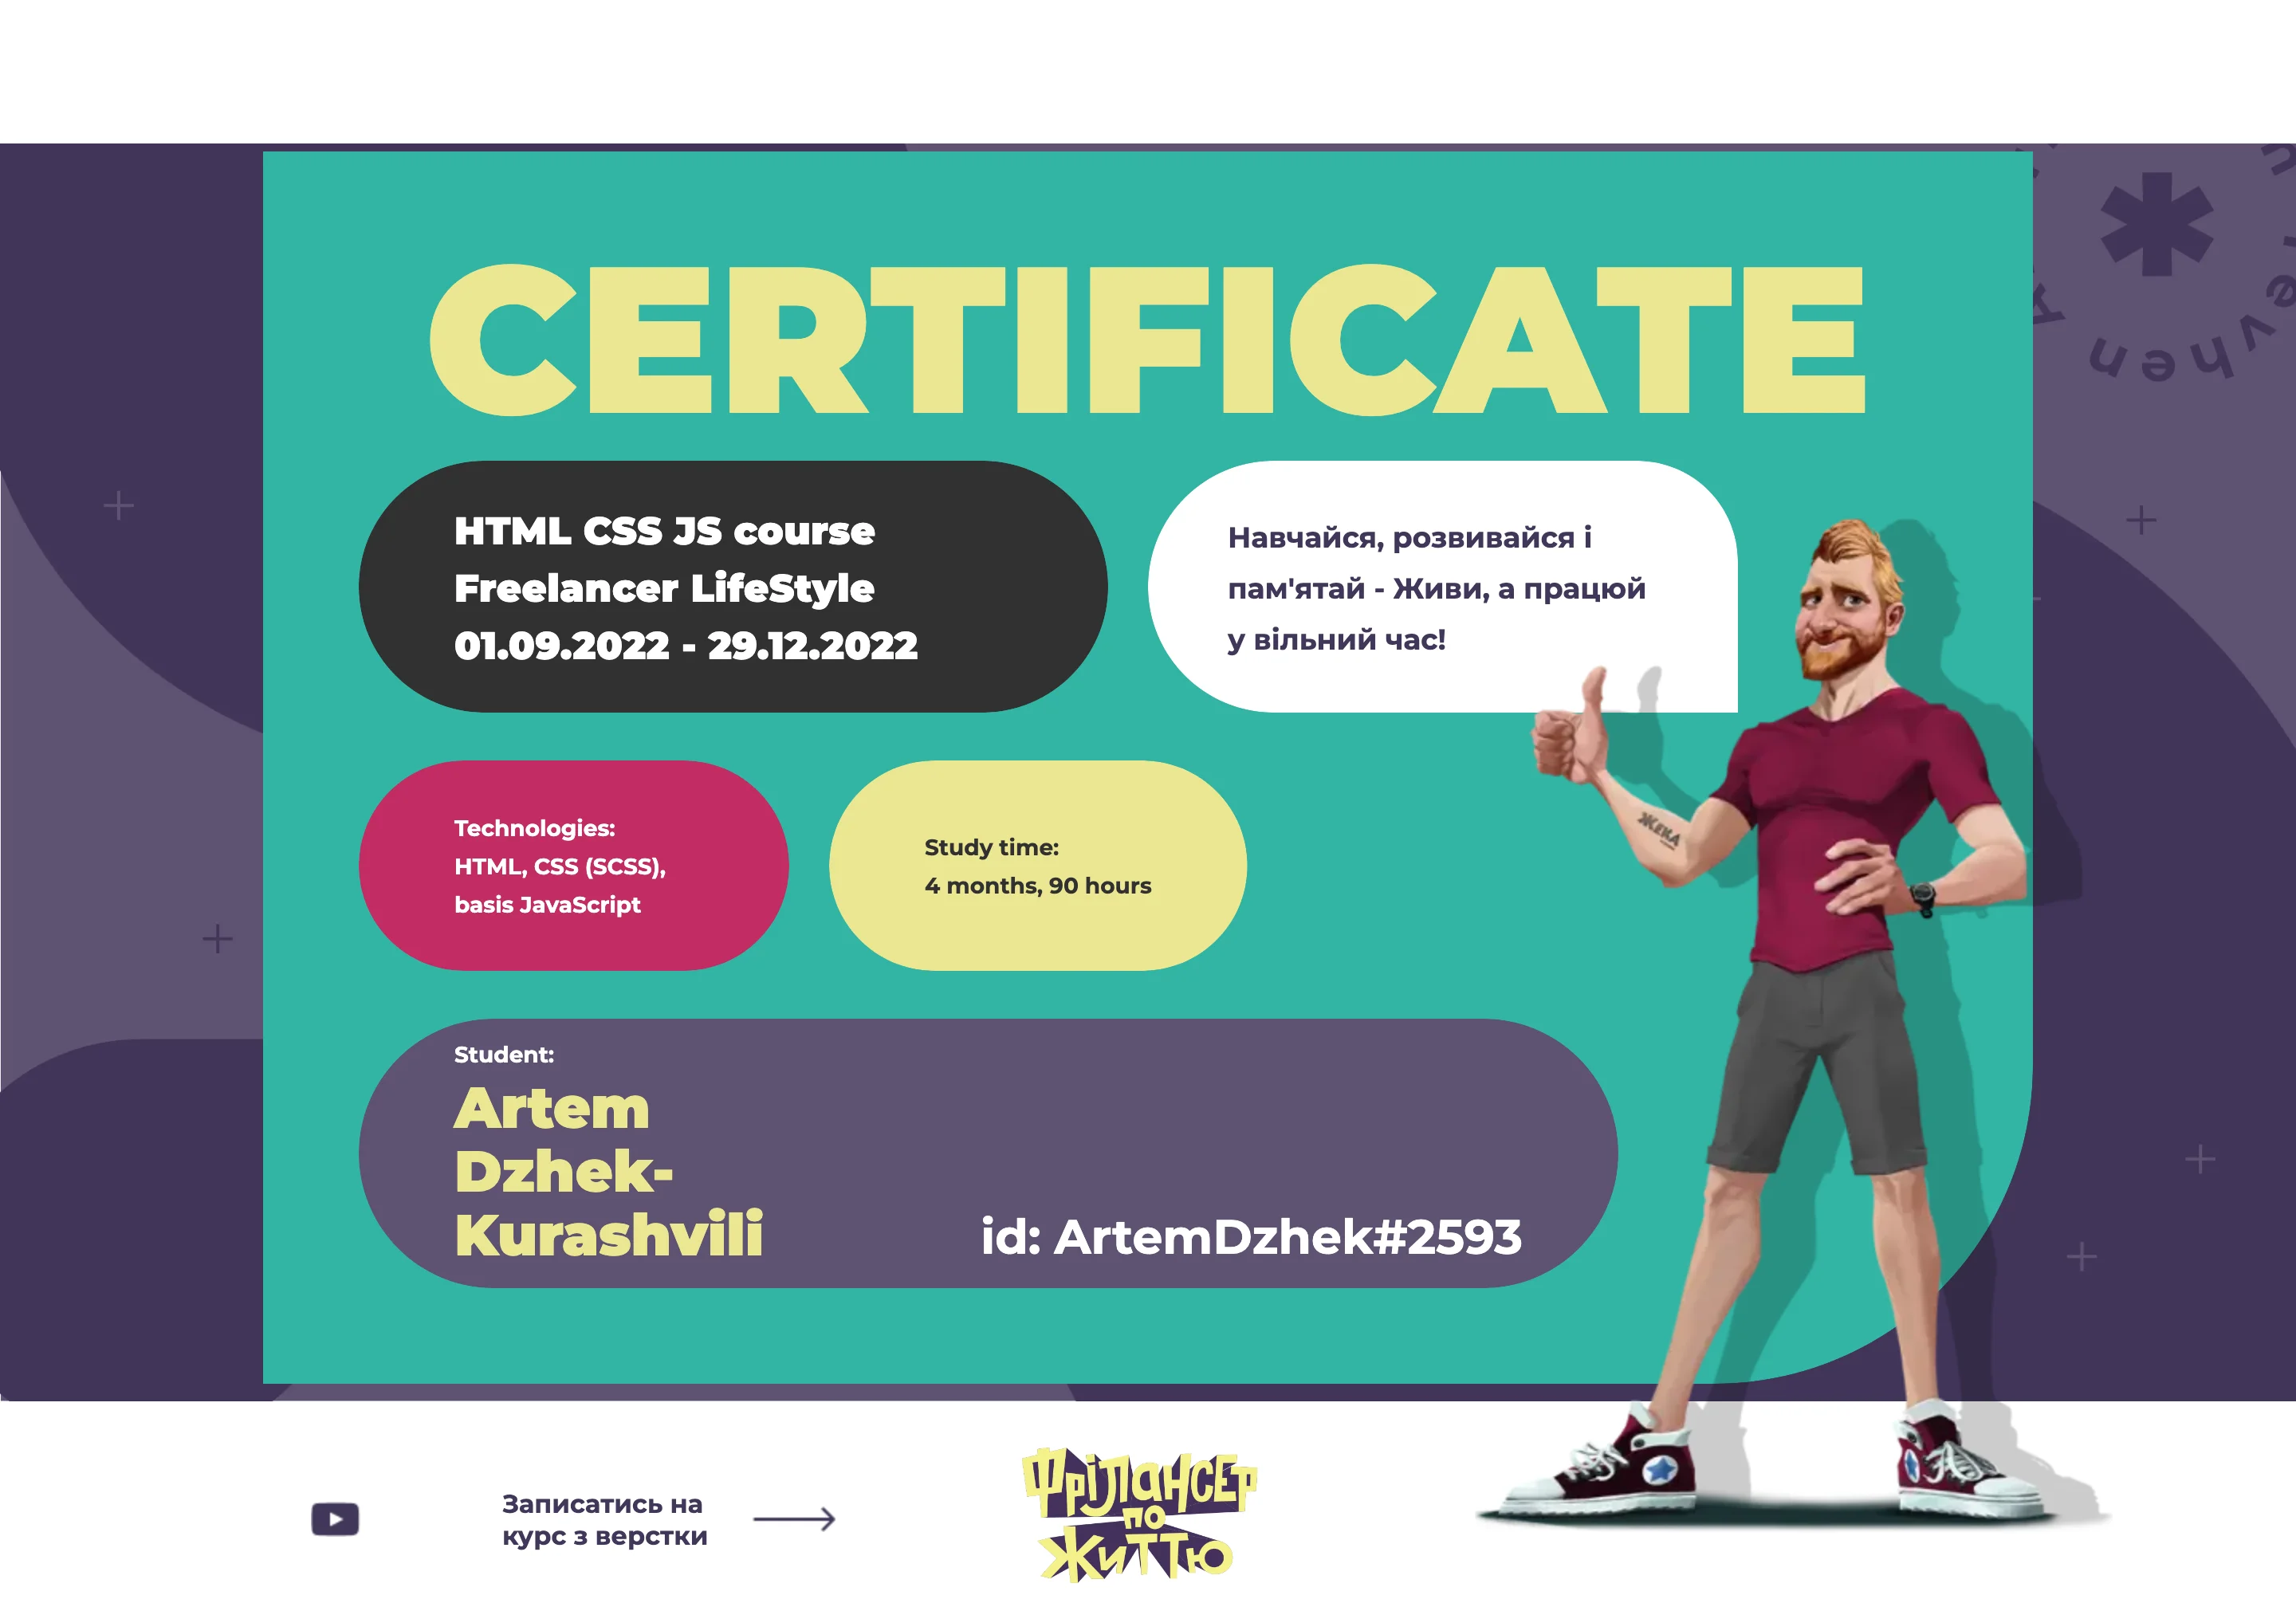 CERTIFICATE
HTML CSS JS course
Freelancer LifeStyle
01.09.2022 - 29.12.2022
Навчайся, розвивайся і
пам'ятай - Живи, а працюй
у вільний час!
ЖЕКА
Technologies:
HTML, CSS (SCSS),
basis JavaScript
Study time:
4 months, 90 hours
Student:
Artem
Dzhek-
Kurashvili
id: ArtemDzhek#2593
Записатись на
курс з верстки
Фрілансер
по
життю